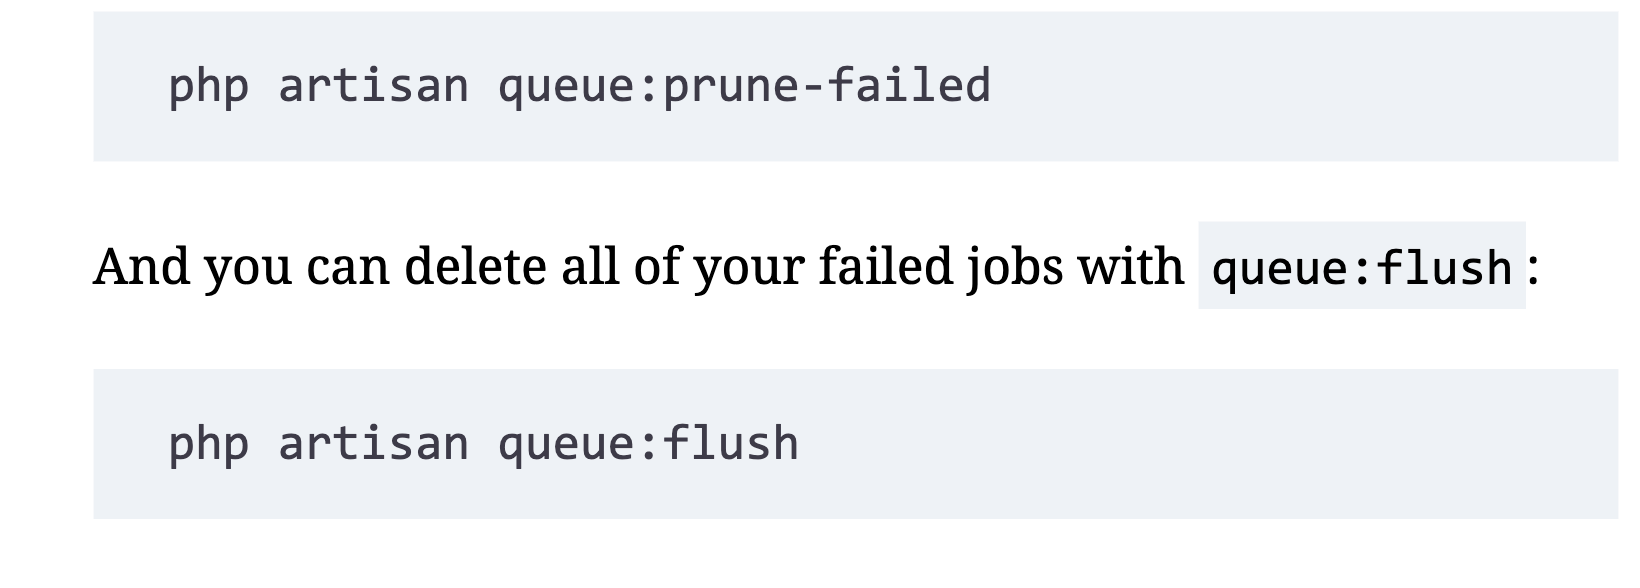 php artisan queue:prune-failed
And you can delete all of your failed jobs with queue:flush:
php artisan queue:flush